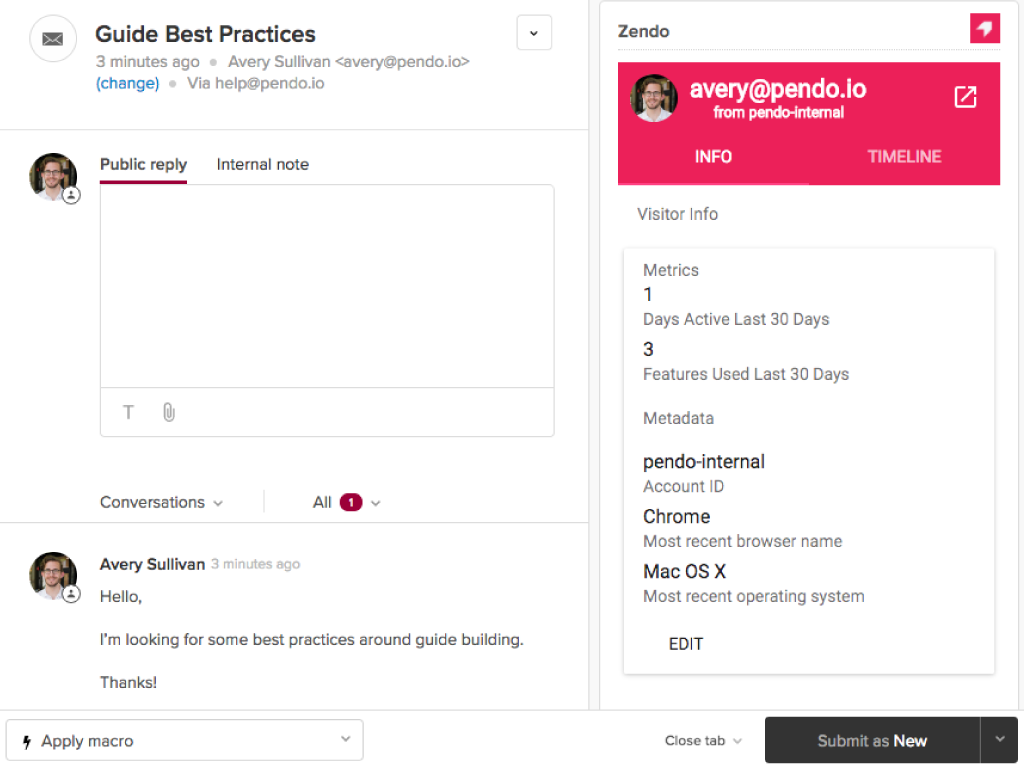 Guide Best Practices
3 minutes ago Avery Sullivan <avery@pendo.io>
(change) Via help@pendo.io
Public reply Internal note
T
Conversations All 1
Avery Sullivan 3 minutes ago
Hello,
I'm looking for some best practices around guide building.
Thanks!
Apply macro
Zendo
avery@pendo.io
from pendo-internal
INFO TIMELINE
Visitor Info
Metrics
1
Days Active Last 30 Days
3
Features Used Last 30 Days
Metadata
pendo-internal
Account ID
Chrome
Most recent browser name
Mac OS X
Most recent operating system
EDIT
Close tab Submit as New